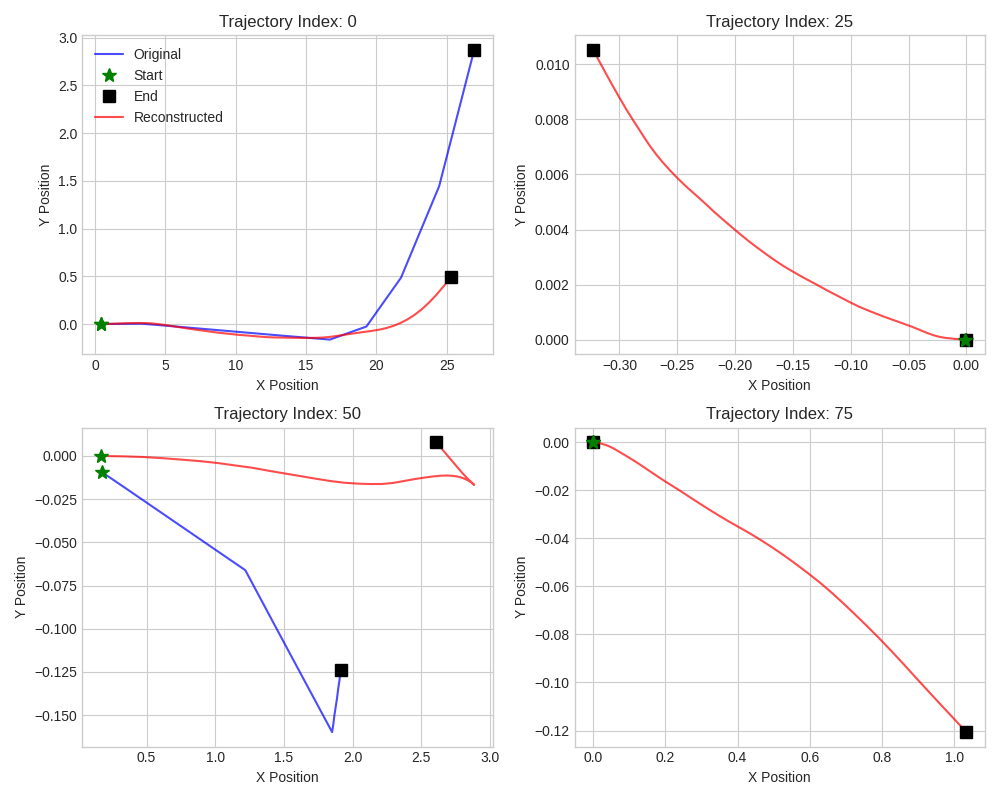 Trajectory Index: 0
3.0
2.5
2.0
1.5
1.0
0.5
0.0
Y Position
Original
Start
End
Reconstructed
0 5 10 15 20 25
X Position
Trajectory Index: 25
0.010
0.008
0.006
0.004
0.002
0.000
Y Position
−0.30 −0.25 −0.20 −0.15 −0.10 −0.05 0.00
X Position
Trajectory Index: 50
0.000
−0.025
−0.050
−0.075
−0.100
−0.125
−0.150
Y Position
0.5 1.0 1.5 2.0 2.5 3.0
X Position
Trajectory Index: 75
0.00
−0.02
−0.04
−0.06
−0.08
−0.10
−0.12
Y Position
0.0 0.2 0.4 0.6 0.8 1.0
X Position